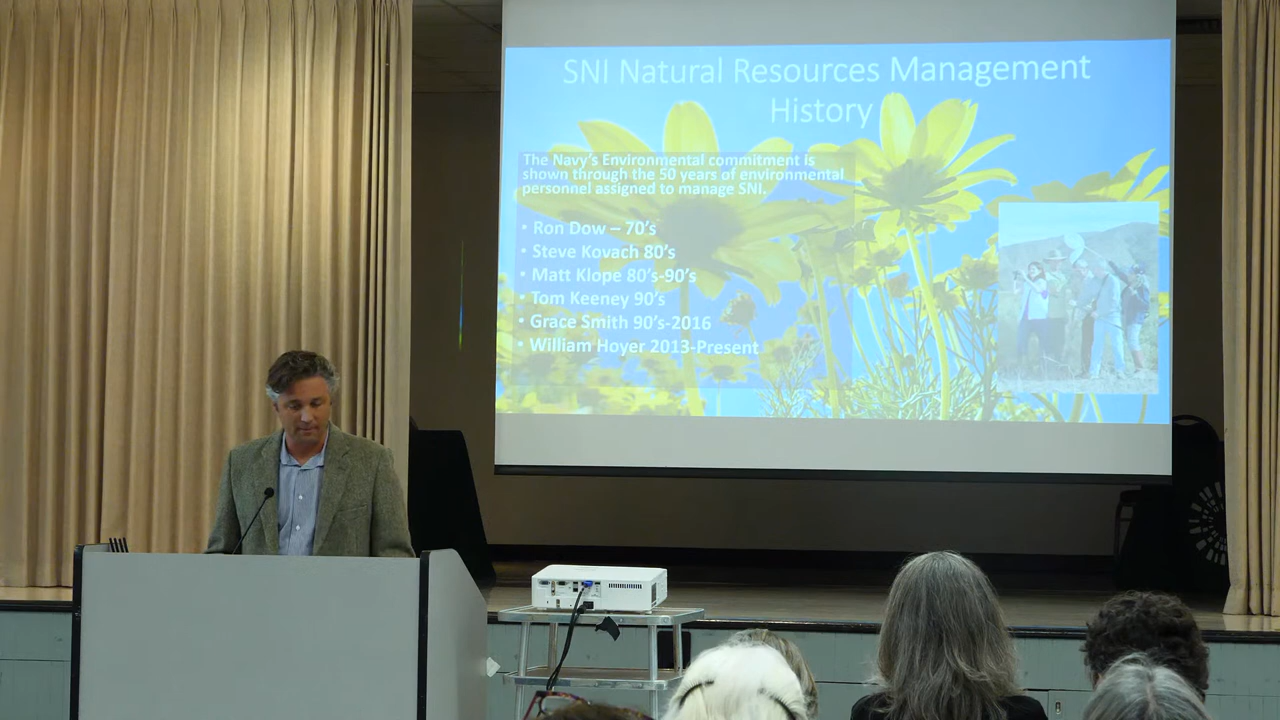 SNI Natural Resources Management
History
The Navy's Environmental commitment is
shown through the 50 years of environmental
personnel assigned to manage SNI.
• Ron Dow – 70's
• Steve Kovach 80's
• Matt Klope 80's-90's
• Tom Keeney 90's
• Grace Smith 90's-2016
• William Hoyer 2013-Present